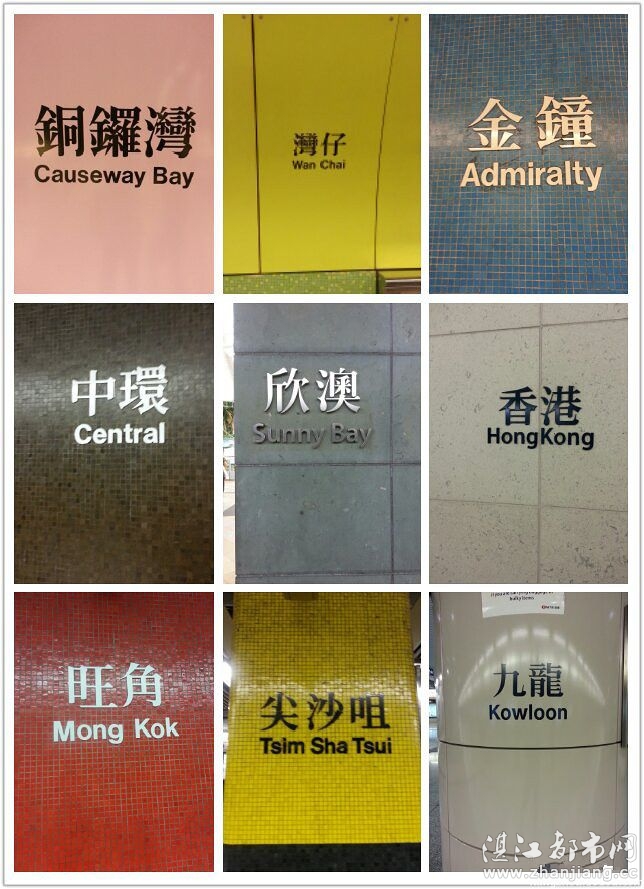 銅鑼灣
Causeway Bay
灣仔
Wan Chai
金鐘
Admiralty
中環
Central
欣澳
Sunny Bay
香港
HongKong
旺角
Mong Kok
尖沙咀
Tsim Sha Tsui
bulky items
九龍
Kowloon
湛江都市网
www.zhanjiang.cc